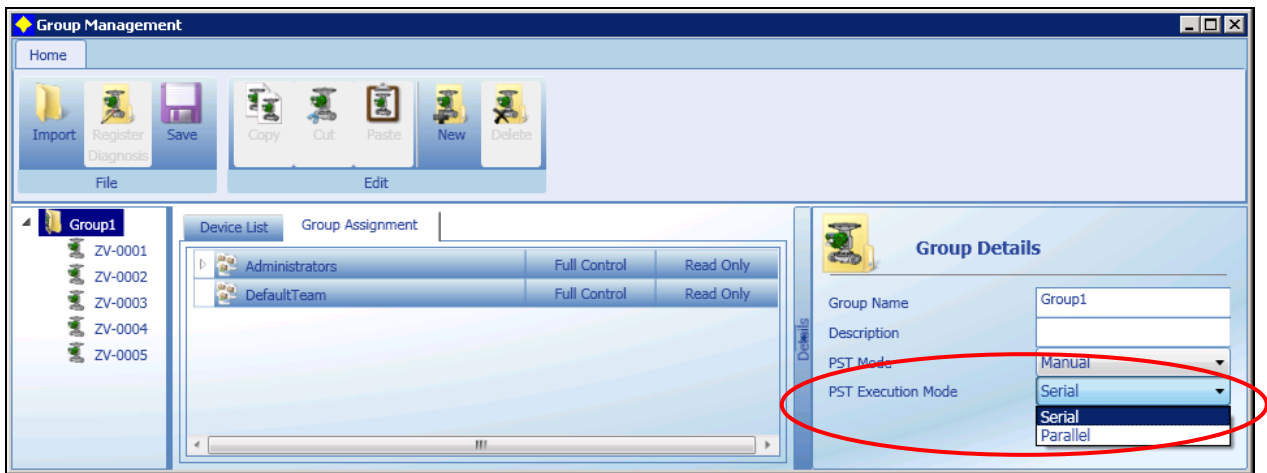 Group Management
Home
Import
Register
Diagnosis
Save
Copy
Cut
Paste
New
Delete
File
Edit
Group1
ZV-0001
ZV-0002
ZV-0003
ZV-0004
ZV-0005
Device List
Group Assignment
Administrators
Full Control
Read Only
DefaultTeam
Full Control
Read Only
Details
Group Details
Group Name
Group1
Description
PST Mode
Manual
PST Execution Mode
Serial
Serial
Parallel